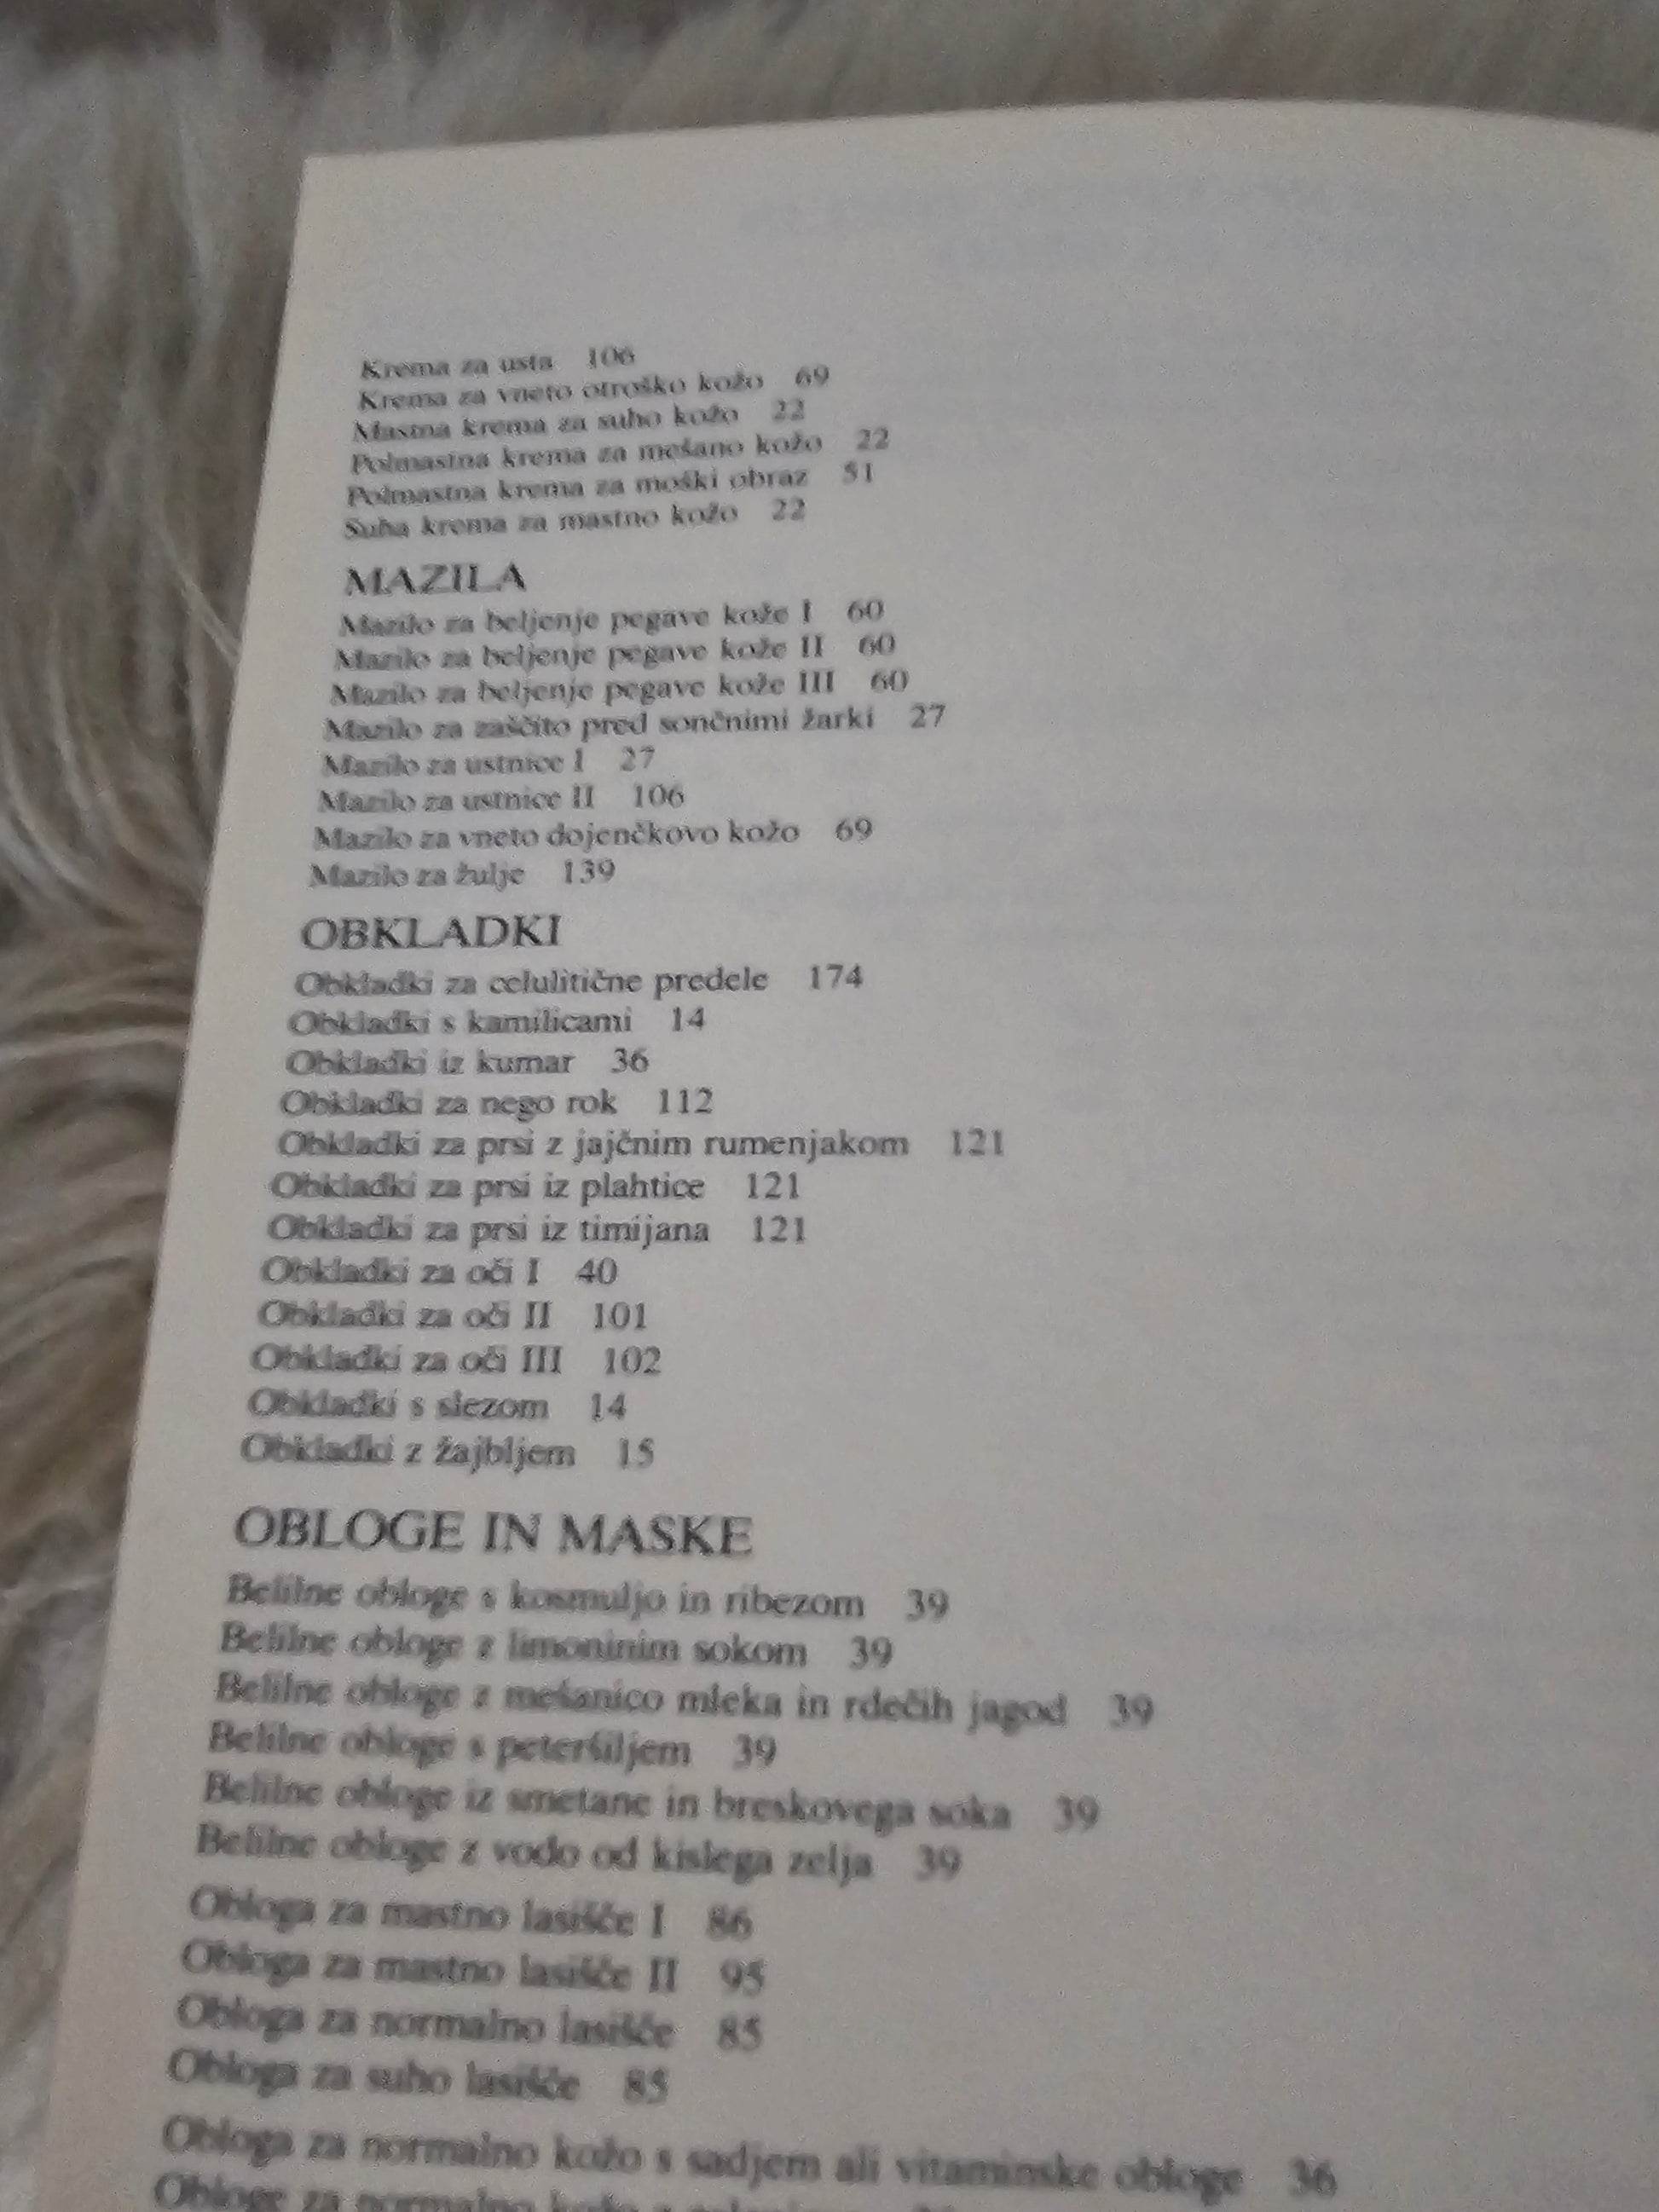 Krema za usta 106
Krema za vneto otroško kožo 69
Mastna krema za suho kožo 22
Polmastna krema za mešano kožo 22
Polmastna krema za moški obraz 51
Suha krema za mastno kožo 22
MAZILA
Mazilo za beljenje pegave kože I 60
Mazilo za beljenje pegave kože II 60
Mazilo za beljenje pegave kože III 60
Mazilo za zaščito pred sončnimi žarki 27
Mazilo za ustnice I 27
Mazilo za ustnice II 106
Mazilo za vneto dojenčkovo kožo 69
Mazilo za žulje 139
OBKLADKI
Obkladki za celulitične predele 174
Obkladki s kamilicami 14
Obkladki iz kumar 36
Obkladki za nego rok 112
Obkladki za prsi z jajčnim rumenjakom 121
Obkladki za prsi iz plahtice 121
Obkladki za prsi iz timijana 121
Obkladki za oči I 40
Obkladki za oči II 101
Obkladki za oči III 102
Obkladki s slezom 14
Obkladki z žajbljem 15
OBLOGE IN MASKE
Belilne obloge s kosmuljo in ribezom 39
Belilne obloge z limoninim sokom 39
Belilne obloge z mešanico mleka in rdečih jagod 39
Belilne obloge s peteršiljem 39
Belilne obloge iz smetane in breskovega soka 39
Belilne obloge z vodo od kislega zelja 39
Obloga za mastno lasišče I 86
Obloga za mastno lasišče II 95
Obloga za normalno lasišče 85
Obloga za suho lasišče 85
Obloga za normalno kožo s sadjem ali vitaminske obloge 36
Obloge za normalno kožo z